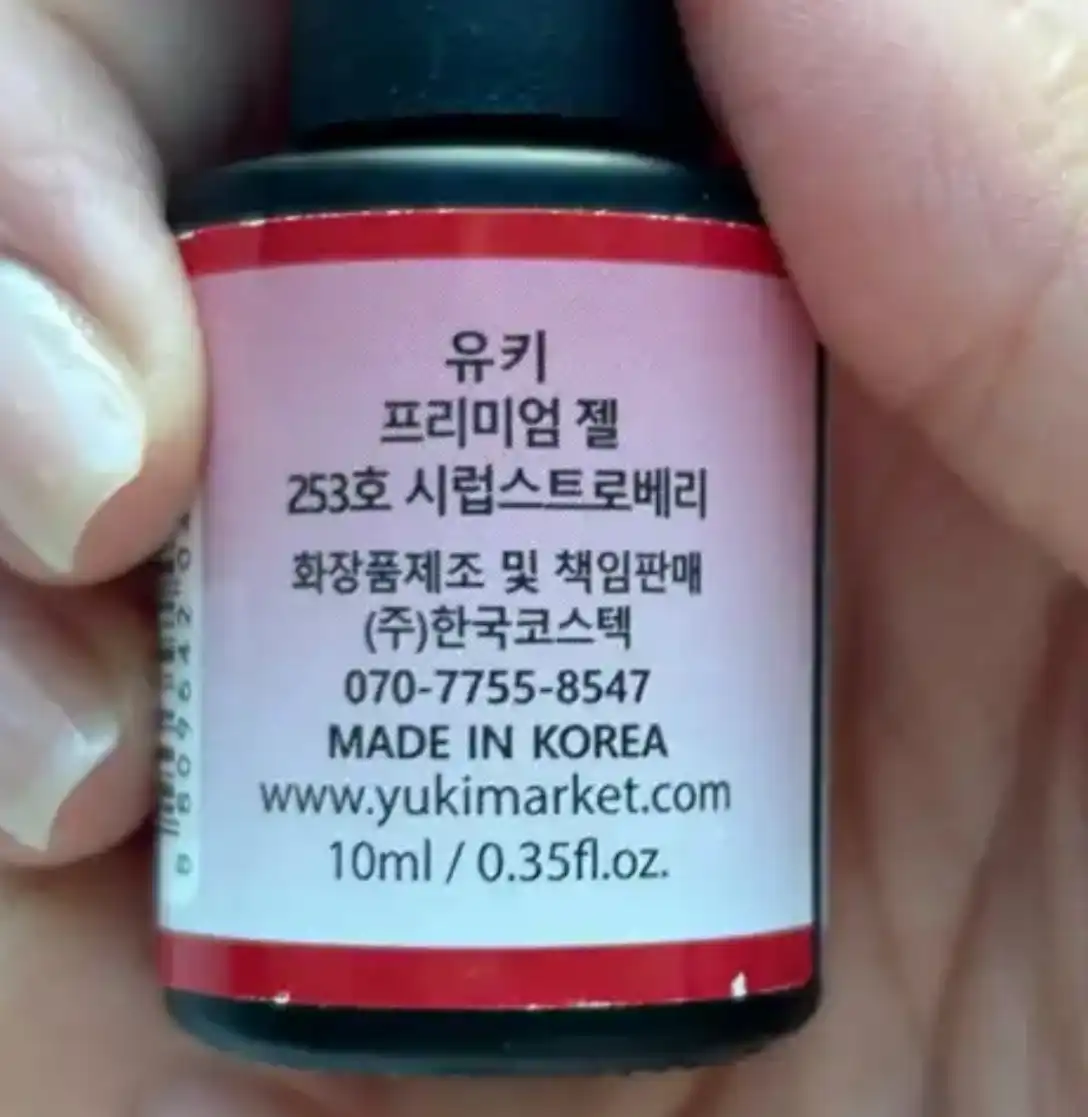 유키
프리미엄 젤
253호 시럽스트로베리
화장품제조 및 책임판매
(주)한국코스텍
070-7755-8547
MADE IN KOREA
www.yukimarket.com
10ml / 0.35fl.oz.